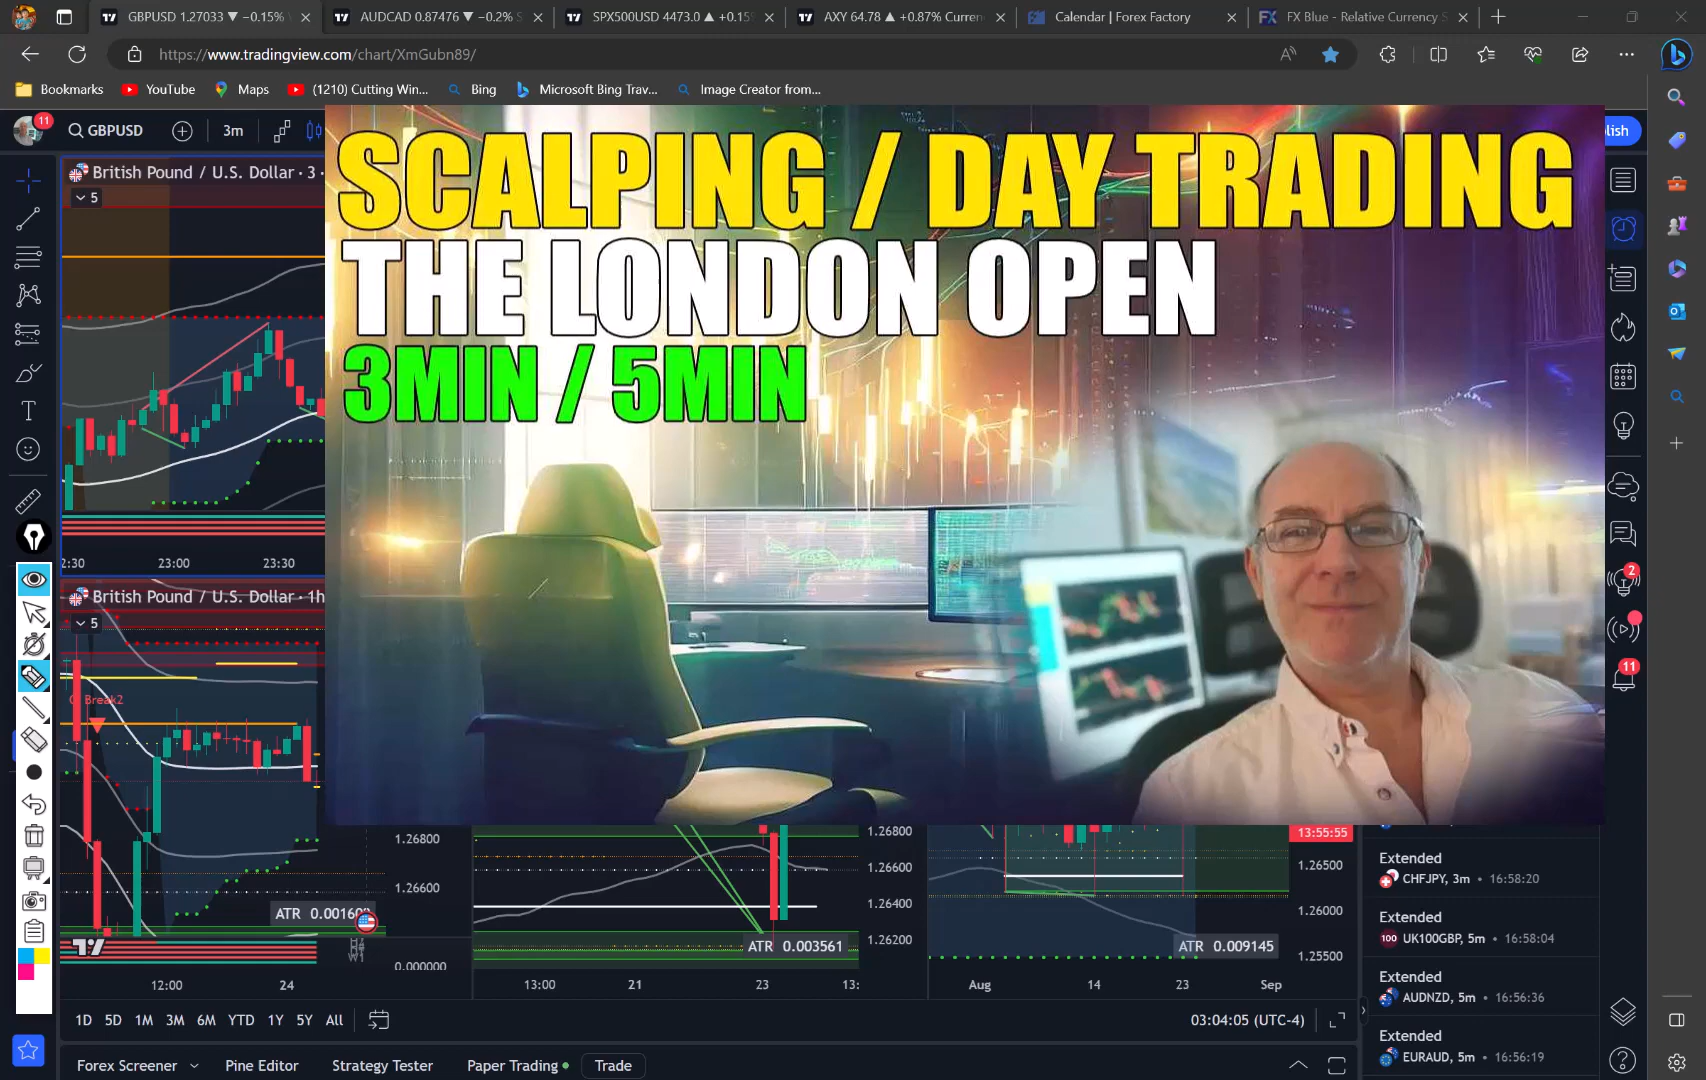 GBPUSD 1.27033 ▼ −0.15%
AUDCAD 0.87476 ▼ −0.2%
SPX500USD 4473.0 ▲ +0.15%
AXY 64.78 ▲ +0.87% Curren
Calendar | Forex Factory
FX Blue - Relative Currency S
https://www.tradingview.com/chart/XmGubn89/
Bookmarks
YouTube
Maps
(1210) Cutting Win...
Bing
Microsoft Bing Trav...
Image Creator from...
11
GBPUSD
3m
lish
SCALPING / DAY TRADING
THE LONDON OPEN
3MIN / 5MIN
British Pound / U.S. Dollar · 3 ·
5
2:30
23:00
23:30
British Pound / U.S. Dollar · 1h
5
Break2
2
11
1.26800
1.26600
0.000000
ATR
12:00
24
1.26800
1.26600
1.26400
1.26200
ATR 0.003561
13:00
21
23
13:
13:55:55
1.26500
1.26000
1.25500
ATR 0.009145
Aug
14
23
Sep
Extended
CHFJPY, 3m • 16:58:20
Extended
100 UK100GBP, 5m • 16:58:04
Extended
AUDNZD, 5m • 16:56:36
Extended
EURAUD, 5m • 16:56:19
1D 5D 1M 3M 6M YTD 1Y 5Y All
03:04:05 (UTC-4)
Forex Screener
Pine Editor
Strategy Tester
Paper Trading
Trade